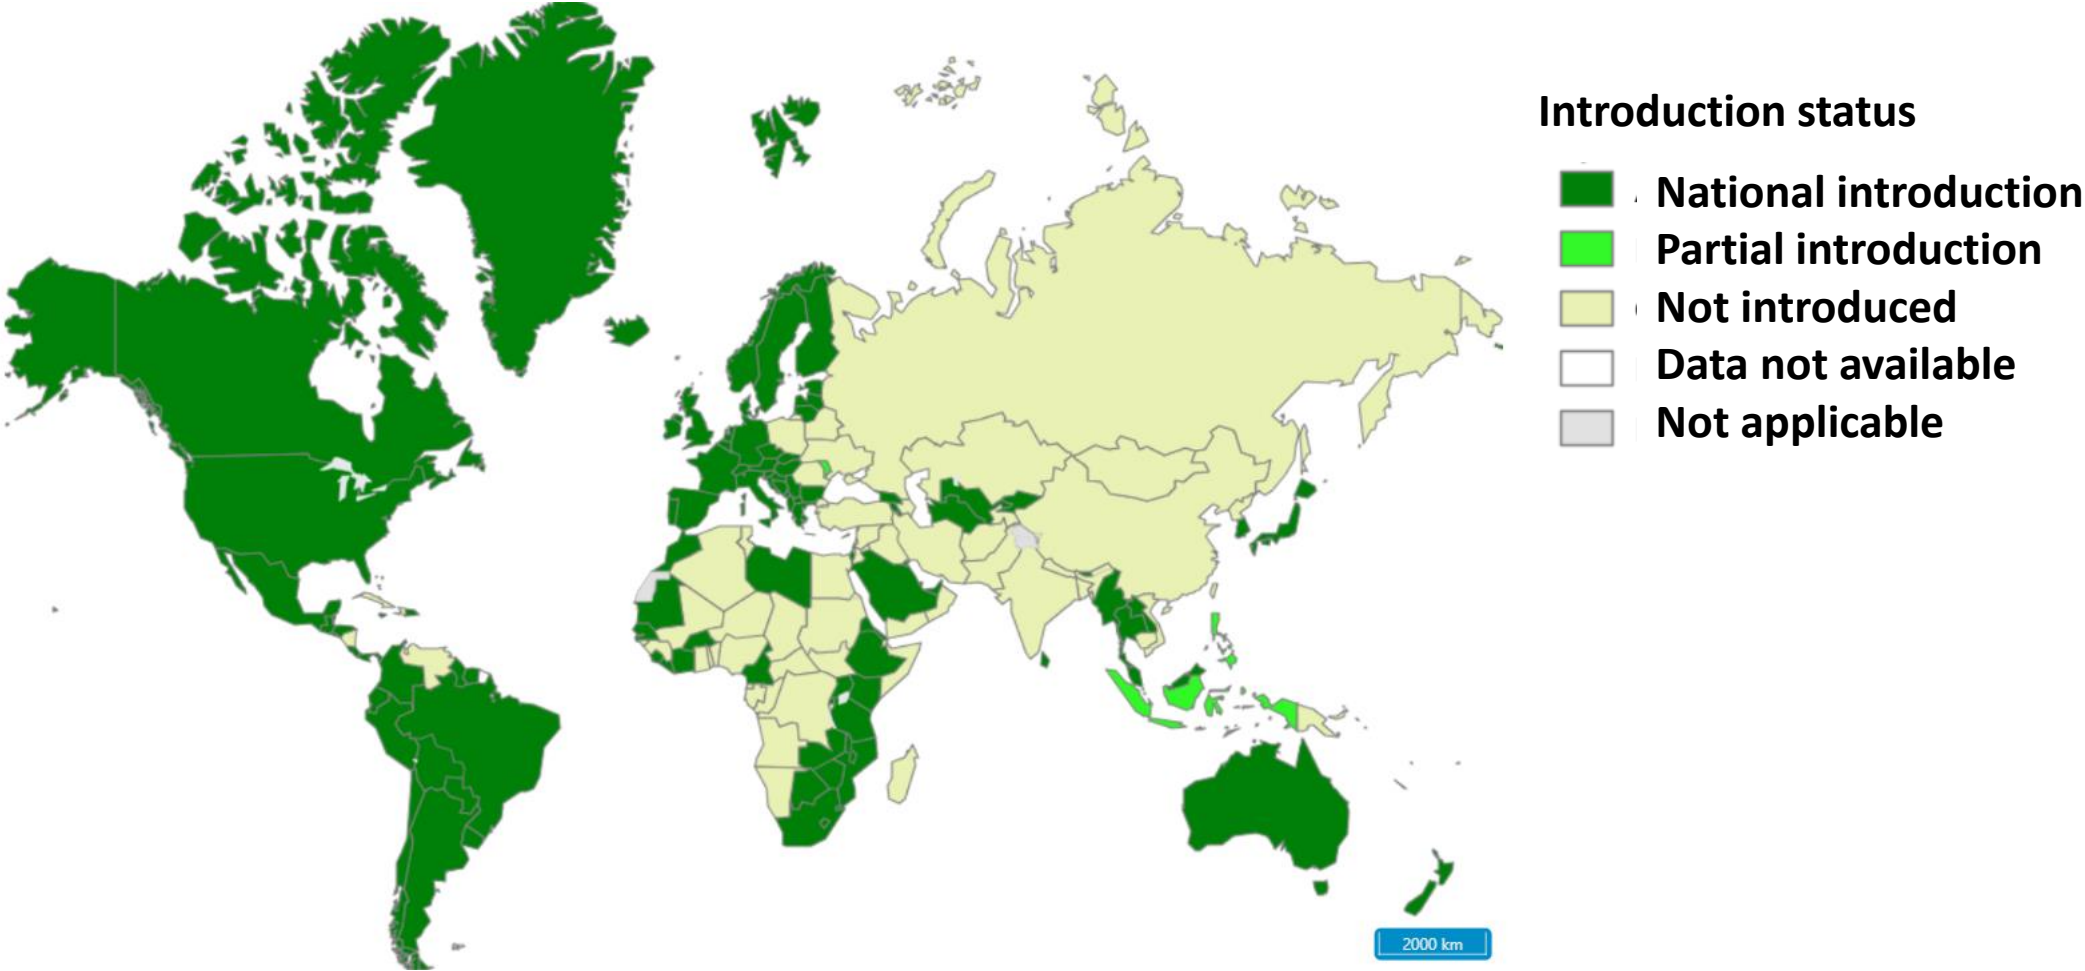 Introduction status
National introduction
Partial introduction
Not introduced
Data not available
Not applicable
2000 km